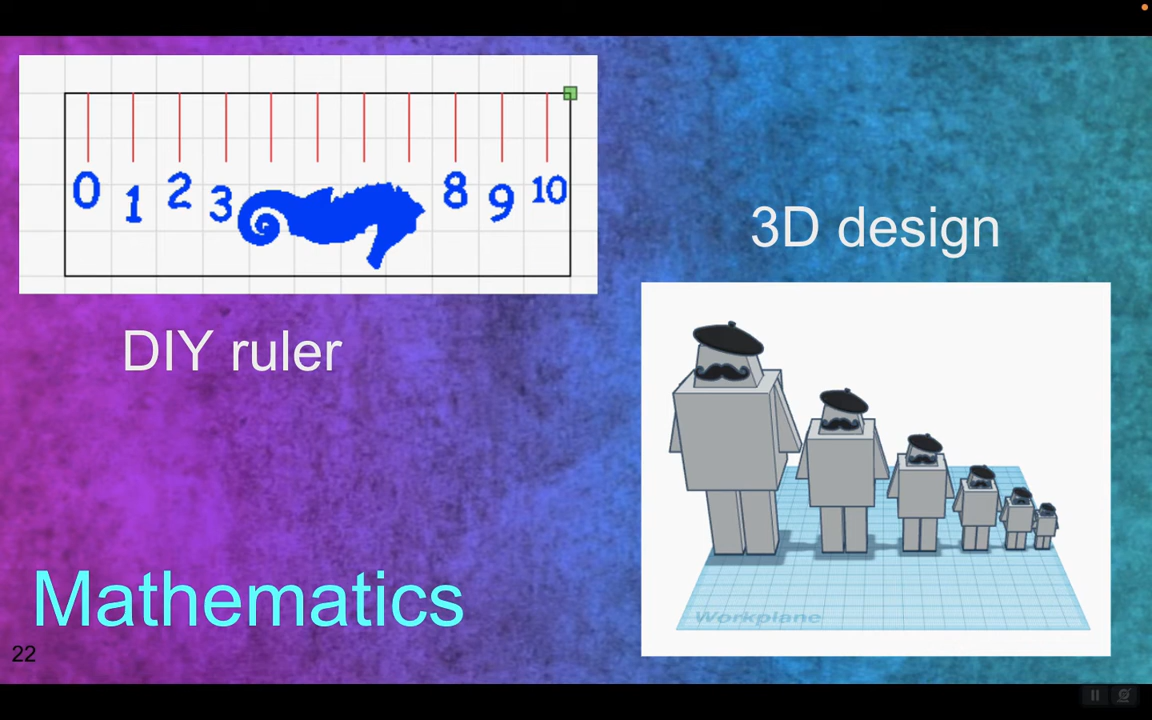 0 1 2 3 8 9 10
DIY ruler
3D design
Workplane
Mathematics
22